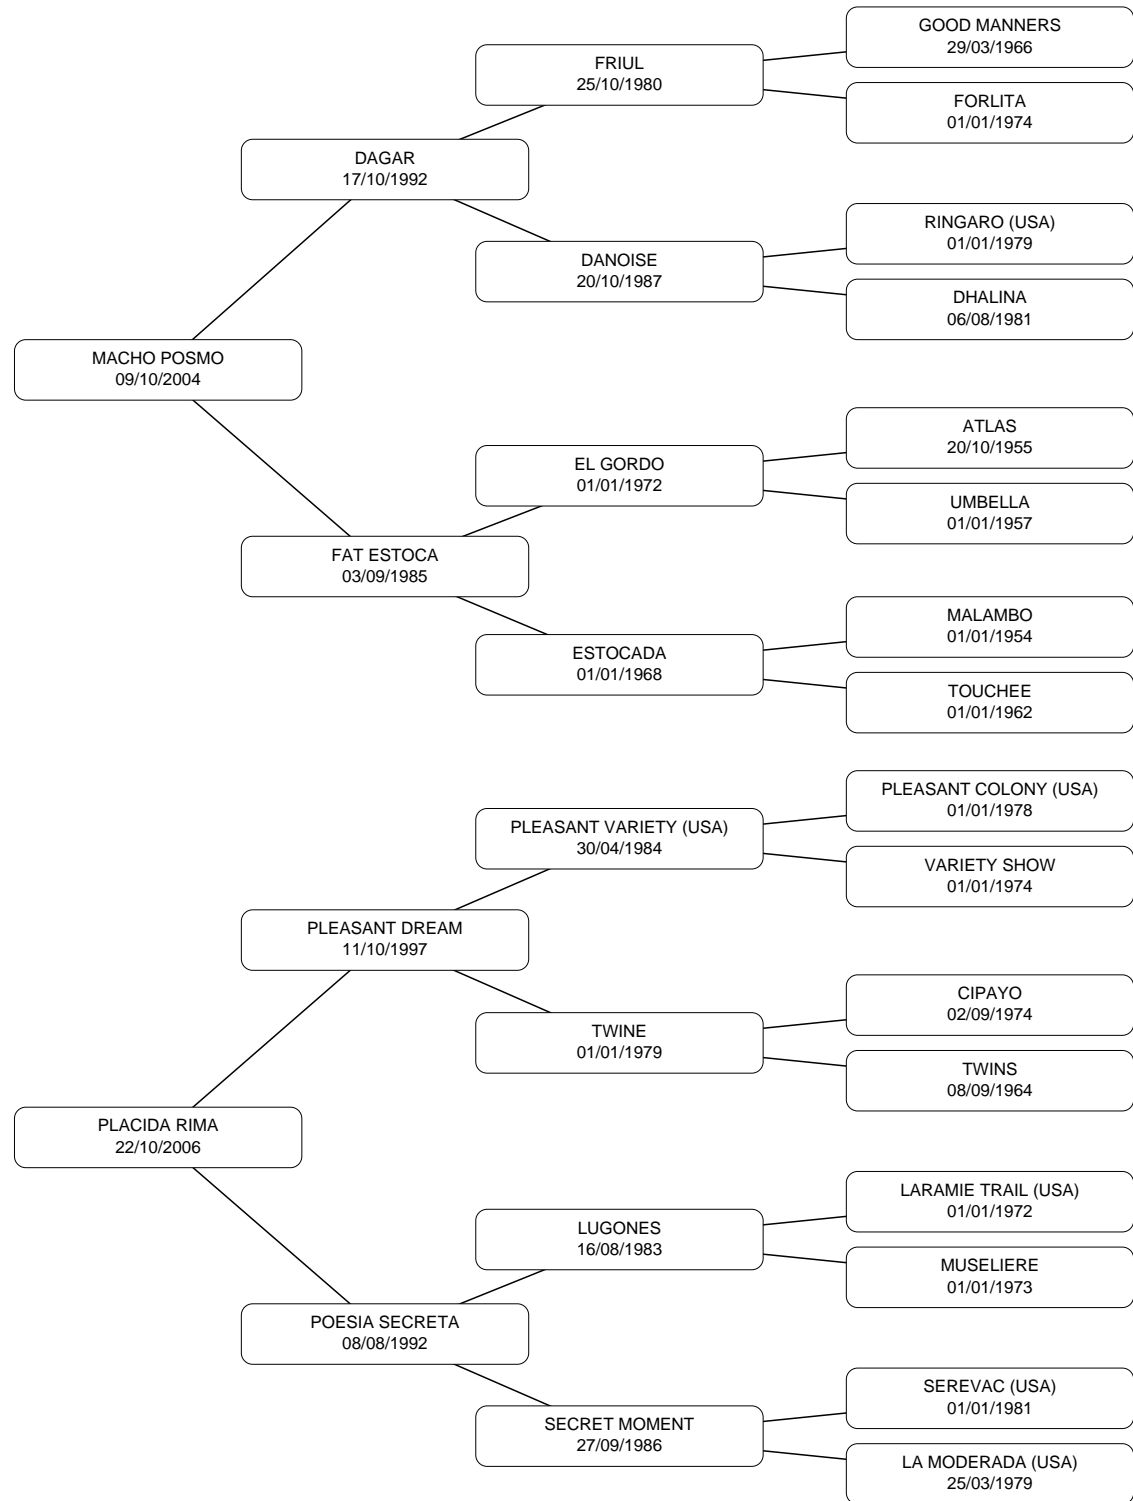 GOOD MANNERS
29/03/1966
FRIUL
25/10/1980
FORLITA
01/01/1974
DAGAR
17/10/1992
RINGARO (USA)
01/01/1979
DANOISE
20/10/1987
DHALINA
06/08/1981
MACHO POSMO
09/10/2004
ATLAS
20/10/1955
EL GORDO
01/01/1972
UMBELLA
01/01/1957
FAT ESTOCA
03/09/1985
MALAMBO
01/01/1954
ESTOCADA
01/01/1968
TOUCHEE
01/01/1962
PLEASANT COLONY (USA)
01/01/1978
PLEASANT VARIETY (USA)
30/04/1984
VARIETY SHOW
01/01/1974
PLEASANT DREAM
11/10/1997
CIPAYO
02/09/1974
TWINE
01/01/1979
TWINS
08/09/1964
PLACIDA RIMA
22/10/2006
LARAMIE TRAIL (USA)
01/01/1972
LUGONES
16/08/1983
MUSELIERE
01/01/1973
POESIA SECRETA
08/08/1992
SEREVAC (USA)
01/01/1981
SECRET MOMENT
27/09/1986
LA MODERADA (USA)
25/03/1979